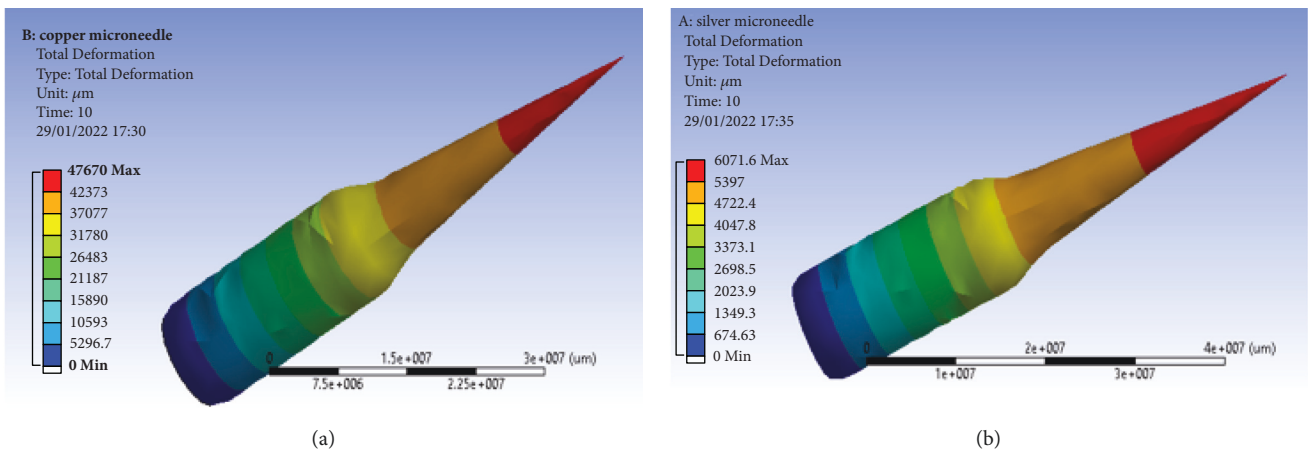 B: copper microneedle
Total Deformation
Type: Total Deformation
Unit: μm
Time: 10
29/01/2022 17:30
47670 Max
42373
37077
31780
26483
21187
15890
10593
5296.7
0 Min
0
1.5e+007
3e+007 (um)
7.5e+006
2.25e+007
(a)
A: silver microneedle
Total Deformation
Type: Total Deformation
Unit: μm
Time: 10
29/01/2022 17:35
6071.6 Max
5397
4722.4
4047.8
3373.1
2698.5
2023.9
1349.3
674.63
0 Min
0
2e+007
4e+007 (um)
1e+007
3e+007
(b)